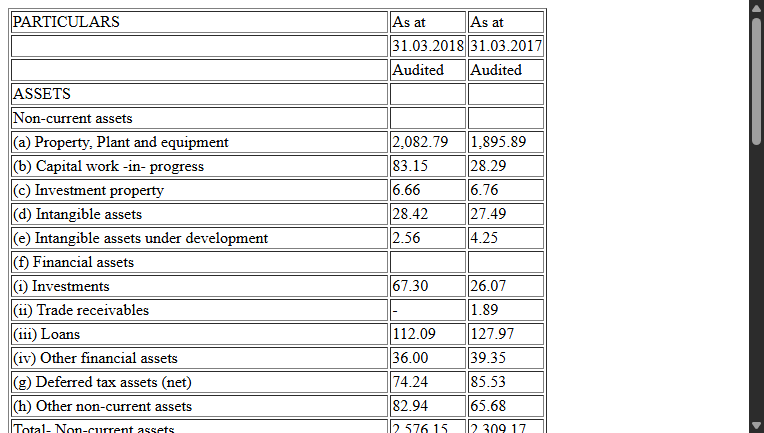 PARTICULARS As at As at
31.03.2018 31.03.2017
Audited Audited
ASSETS
Non-current assets
(a) Property, Plant and equipment 2,082.79 1,895.89
(b) Capital work -in- progress 83.15 28.29
(c) Investment property 6.66 6.76
(d) Intangible assets 28.42 27.49
(e) Intangible assets under development 2.56 4.25
(f) Financial assets
(i) Investments 67.30 26.07
(ii) Trade receivables - 1.89
(iii) Loans 112.09 127.97
(iv) Other financial assets 36.00 39.35
(g) Deferred tax assets (net) 74.24 85.53
(h) Other non-current assets 82.94 65.68
Total- Non-current assets 2,576.15 2,309.17